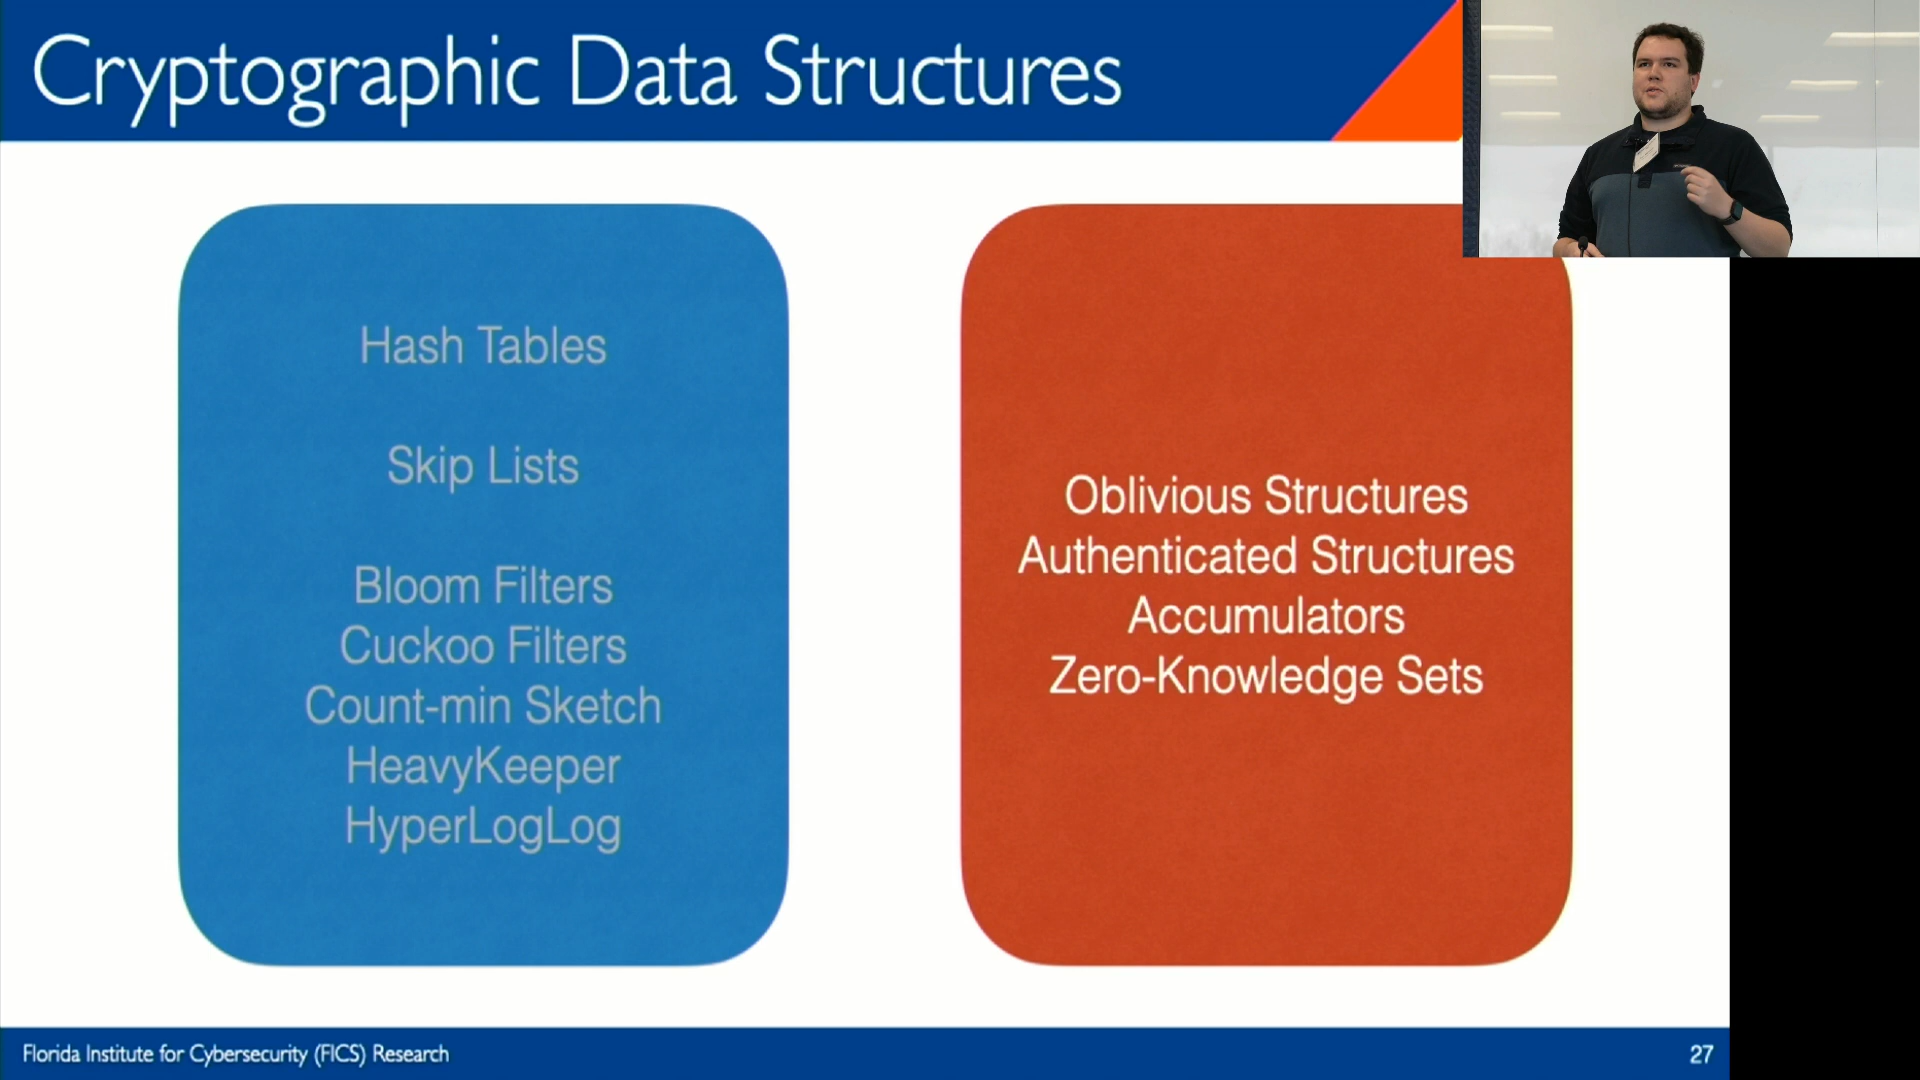 Cryptographic Data Structures
Hash Tables
Skip Lists
Bloom Filters
Cuckoo Filters
Count-min Sketch
HeavyKeeper
HyperLogLog
Oblivious Structures
Authenticated Structures
Accumulators
Zero-Knowledge Sets
Florida Institute for Cybersecurity (FICS) Research
27